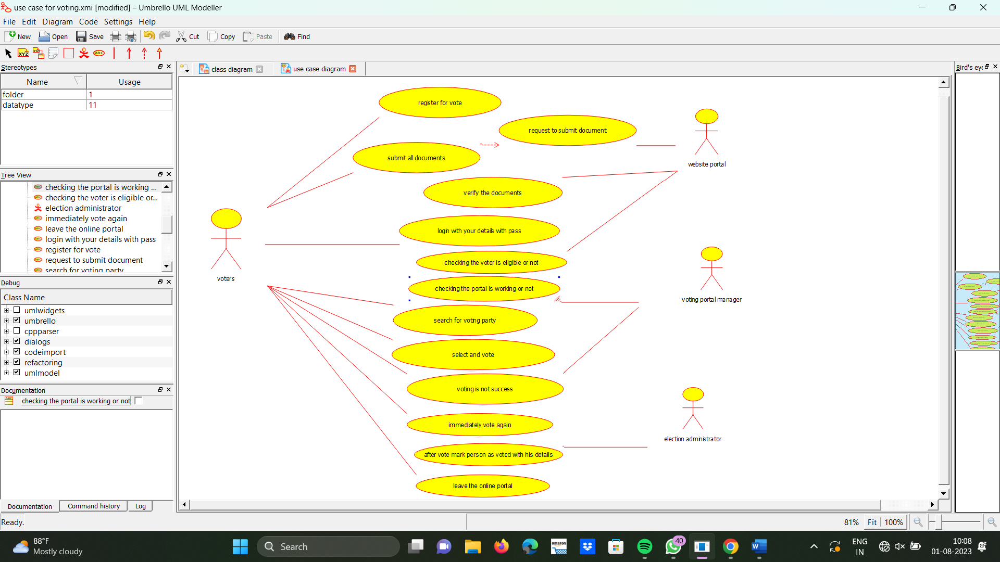 use case for voting.xmi [modified] – Umbrello UML Modeller
File Edit Diagram Code Settings Help
New Open Save Cut Copy Paste Find
XYZ XYZ ABC
Stereotypes
Name Usage
folder 1
datatype 11
Tree View
checking the portal is working ...
checking the voter is eligible or...
election administrator
immediately vote again
leave the online portal
login with your details with pass
register for vote
request to submit document
search for voting party
Debug
Class Name
umlwidgets
umbrello
cppparser
dialogs
codeimport
refactoring
umlmodel
Documentation
checking the portal is working or not
Documentation Command history Log
Ready.
class diagram use case diagram
register for vote
request to submit document
submit all documents
website portal
verify the documents
login with your details with pass
checking the voter is eligible or not
voters
checking the portal is working or not
voting portal manager
search for voting party
select and vote
voting is not success
immediately vote again
election administrator
after vote mark person as voted with his details
leave the online portal
Bird's eye
81% Fit 100%
88°F
Mostly cloudy
Search
amazon
40
W
ENG
IN
10:08
01-08-2023